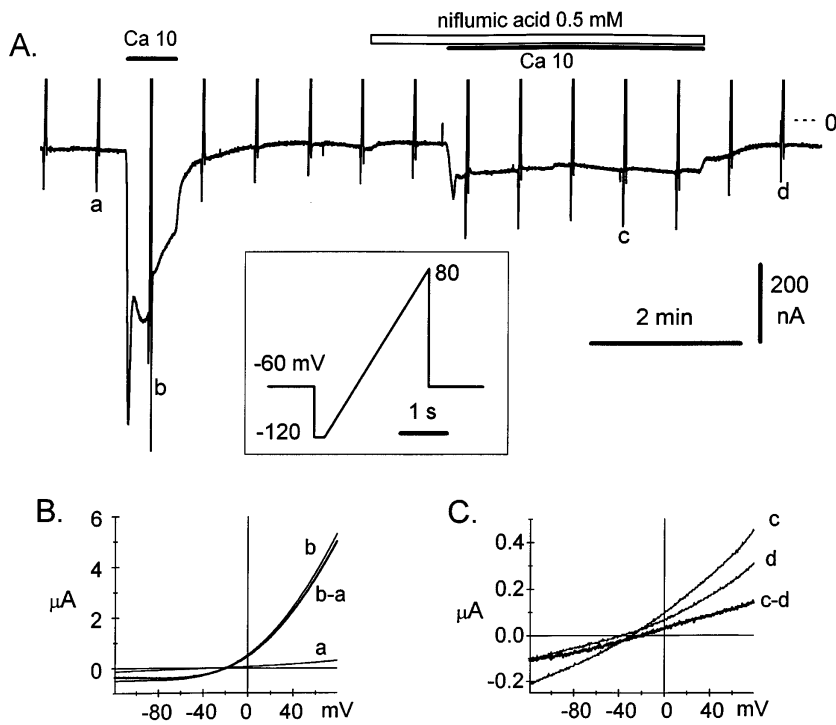 niflumic acid 0.5 mM
A.
Ca 10
Ca 10
0
a
b
c
d
200
nA
2 min
80
-60 mV
1 s
-120
B.
6
4
2
0
µA
b
b-a
a
-80
-40
0
40
mV
C.
0.4
0.2
0.0
-0.2
µA
c
d
c-d
-80
-40
0
40
mV